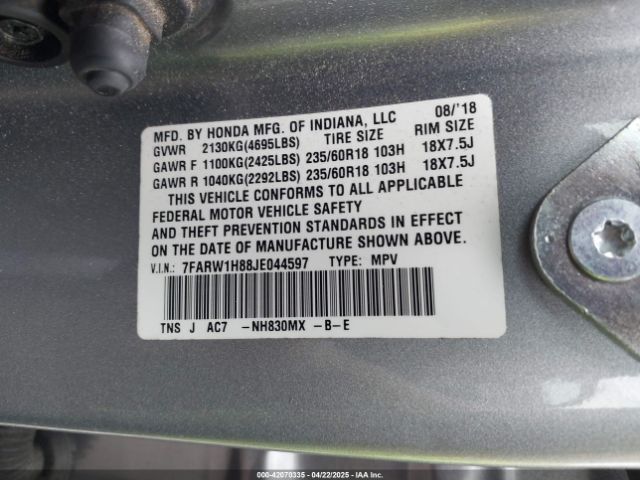 MFD. BY HONDA MFG. OF INDIANA, LLC 08/'18
GVWR 2130KG(4695LBS) TIRE SIZE RIM SIZE
GAWR F 1100KG(2425LBS) 235/60R18 103H 18X7.5J
GAWR R 1040KG(2292LBS) 235/60R18 103H 18X7.5J
THIS VEHICLE CONFORMS TO ALL APPLICABLE
FEDERAL MOTOR VEHICLE SAFETY
AND THEFT PREVENTION STANDARDS IN EFFECT
ON THE DATE OF MANUFACTURE SHOWN ABOVE.
V.I.N.: 7FARW1H88JE044597 TYPE: MPV
TNS J AC7 -NH830MX -B-E
000-42070335 - 04/22/2025 - IAAI.COM